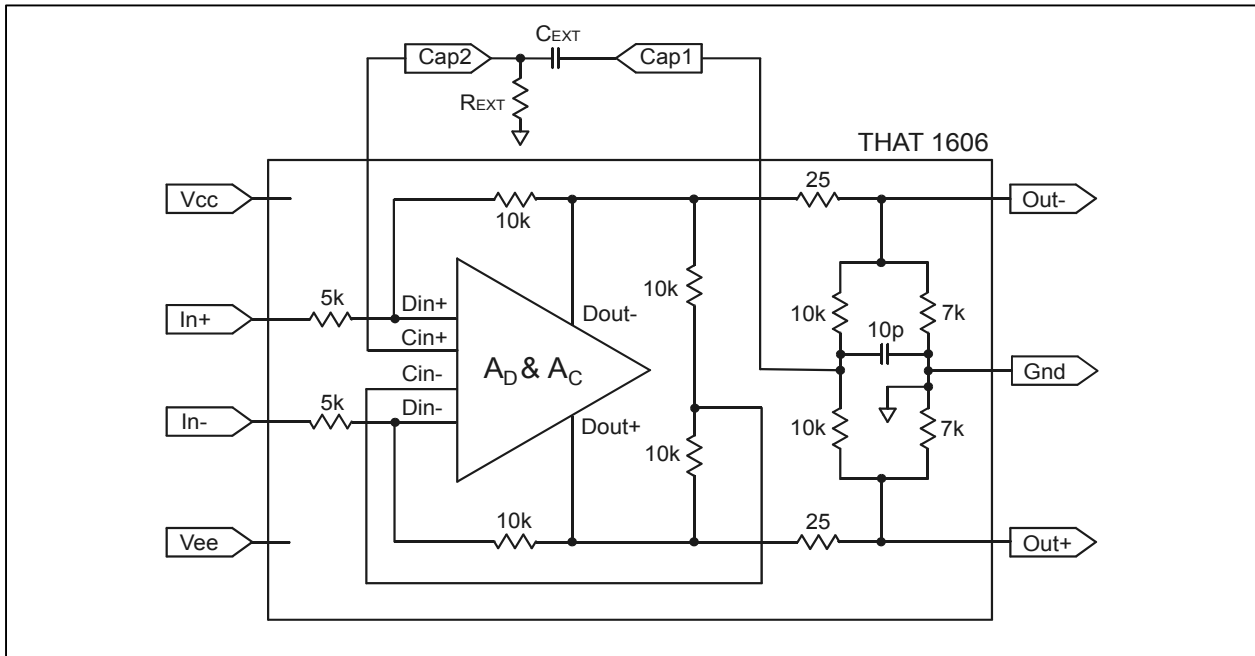 CEXT
Cap2
Cap1
REXT
THAT 1606
Vcc
10k
25
Out-
In+
5k
Din+
Dout-
10k
10k
7k
Cin+
10p
AD & AC
Gnd
Cin-
In-
5k
Din-
Dout+
10k
10k
7k
Vee
10k
25
Out+